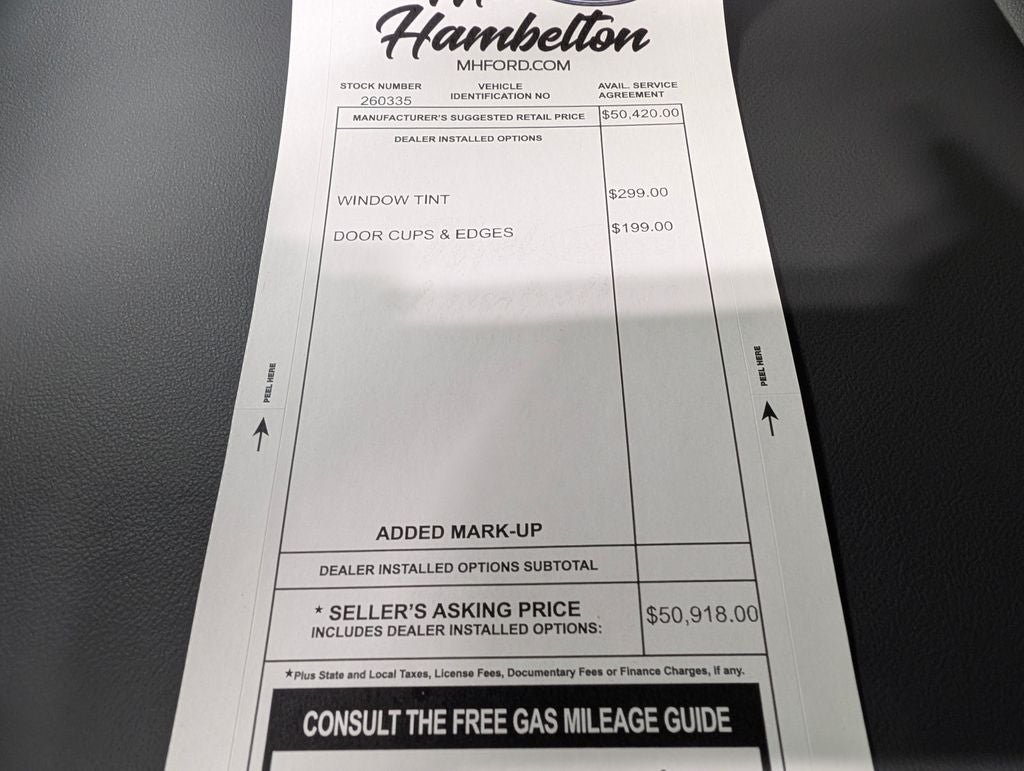 Hambelton
MHFORD.COM
STOCK NUMBER VEHICLE AVAIL. SERVICE
260335 IDENTIFICATION NO AGREEMENT
MANUFACTURER'S SUGGESTED RETAIL PRICE $50,420.00
DEALER INSTALLED OPTIONS
WINDOW TINT $299.00
DOOR CUPS & EDGES $199.00
PEEL HERE
PEEL HERE
ADDED MARK-UP
DEALER INSTALLED OPTIONS SUBTOTAL
* SELLER'S ASKING PRICE $50,918.00
INCLUDES DEALER INSTALLED OPTIONS:
*Plus State and Local Taxes, License Fees, Documentary Fees or Finance Charges, if any.
CONSULT THE FREE GAS MILEAGE GUIDE